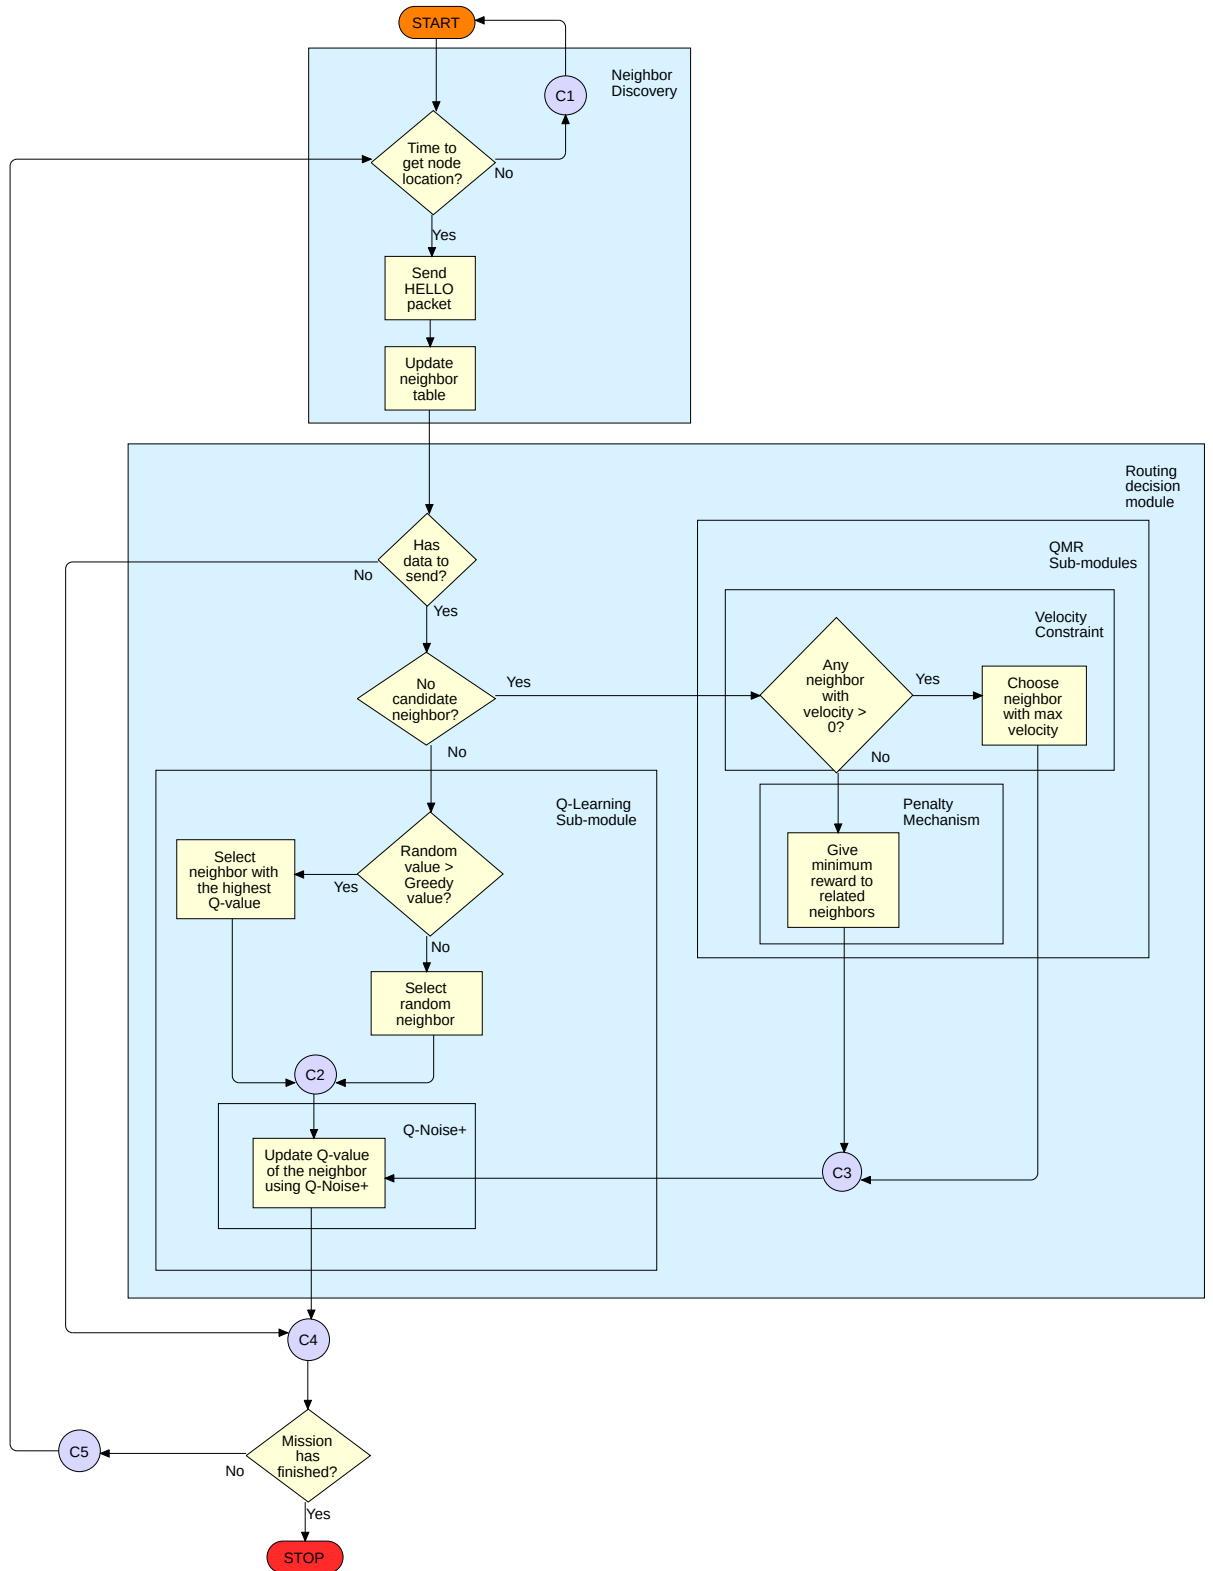 START
Neighbor
Discovery
C1
Time to
get node
location?
No
Yes
Send
HELLO
packet
Update
neighbor
table
Routing
decision
module
Has
data to
send?
No
Yes
QMR
Sub-modules
Velocity
Constraint
No
candidate
neighbor?
Yes
No
Any
neighbor
with
velocity >
0?
Yes
No
Choose
neighbor
with max
velocity
Q-Learning
Sub-module
Penalty
Mechanism
Select
neighbor with
the highest
Q-value
Yes
Random
value >
Greedy
value?
No
Give
minimum
reward to
related
neighbors
Select
random
neighbor
C2
Q-Noise+
Update Q-value
of the neighbor
using Q-Noise+
C3
C4
C5
No
Mission
has
finished?
Yes
STOP